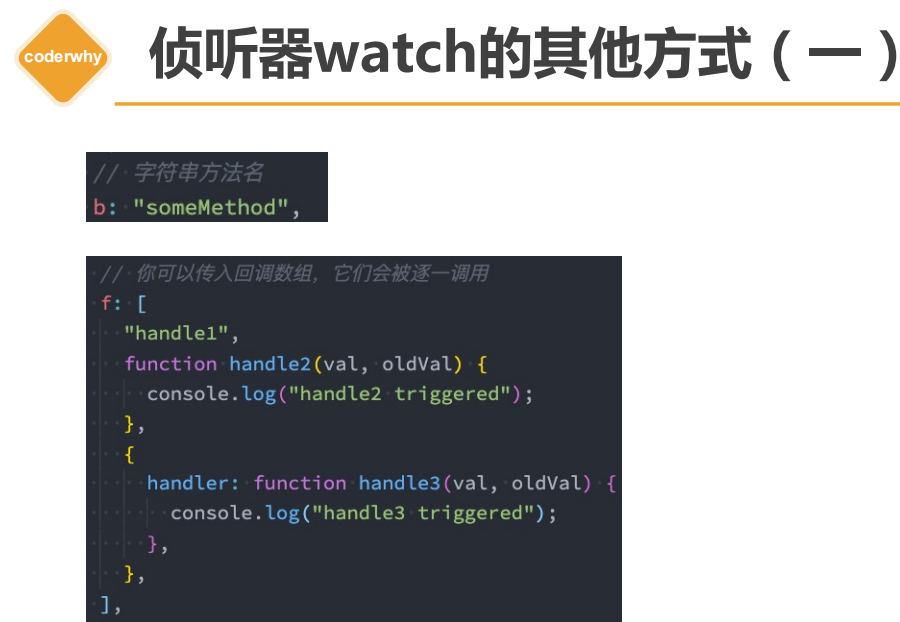 coderwhy
侦听器watch的其他方式（一）
// 字符串方法名
b: "someMethod",
// 你可以传入回调数组，它们会被逐一调用
f: [
"handle1",
function handle2(val, oldVal) {
console.log("handle2 triggered");
},
{
handler: function handle3(val, oldVal) {
console.log("handle3 triggered");
},
},
],